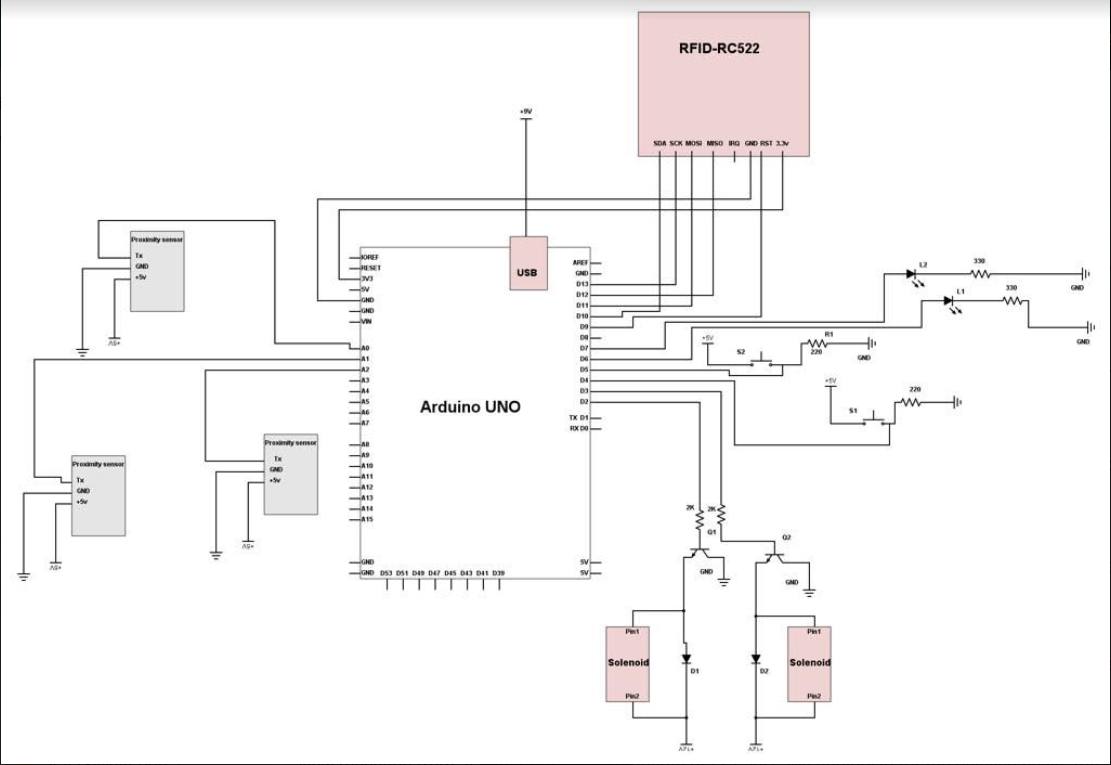 RFID-RC522
SDA SCK MOSI MISO IRQ GND RST 3.3v
+9V
USB
Proximity sensor
Tx
GND
+5v
+5V
Proximity sensor
Tx
GND
+5v
+5V
Proximity sensor
Tx
GND
+5v
+5V
Arduino UNO
IOREF
RESET
3V3
5V
GND
GND
VIN
A0
A1
A2
A3
A4
A5
A6
A7
A8
A9
A10
A11
A12
A13
A14
A15
GND
GND
D53 D51 D49 D47 D45 D43 D41 D39
AREF
GND
D13
D12
D11
D10
D9
D8
D7
D6
D5
D4
D3
D2
TX D1
RX D0
5V
5V
L2
330
GND
L1
330
GND
+5V
S2
R1
220
GND
+5V
S1
220
2K
2K
Q1
GND
Q2
GND
Pin1
Solenoid
Pin2
D1
+12V
Pin1
Solenoid
Pin2
D2
+12V